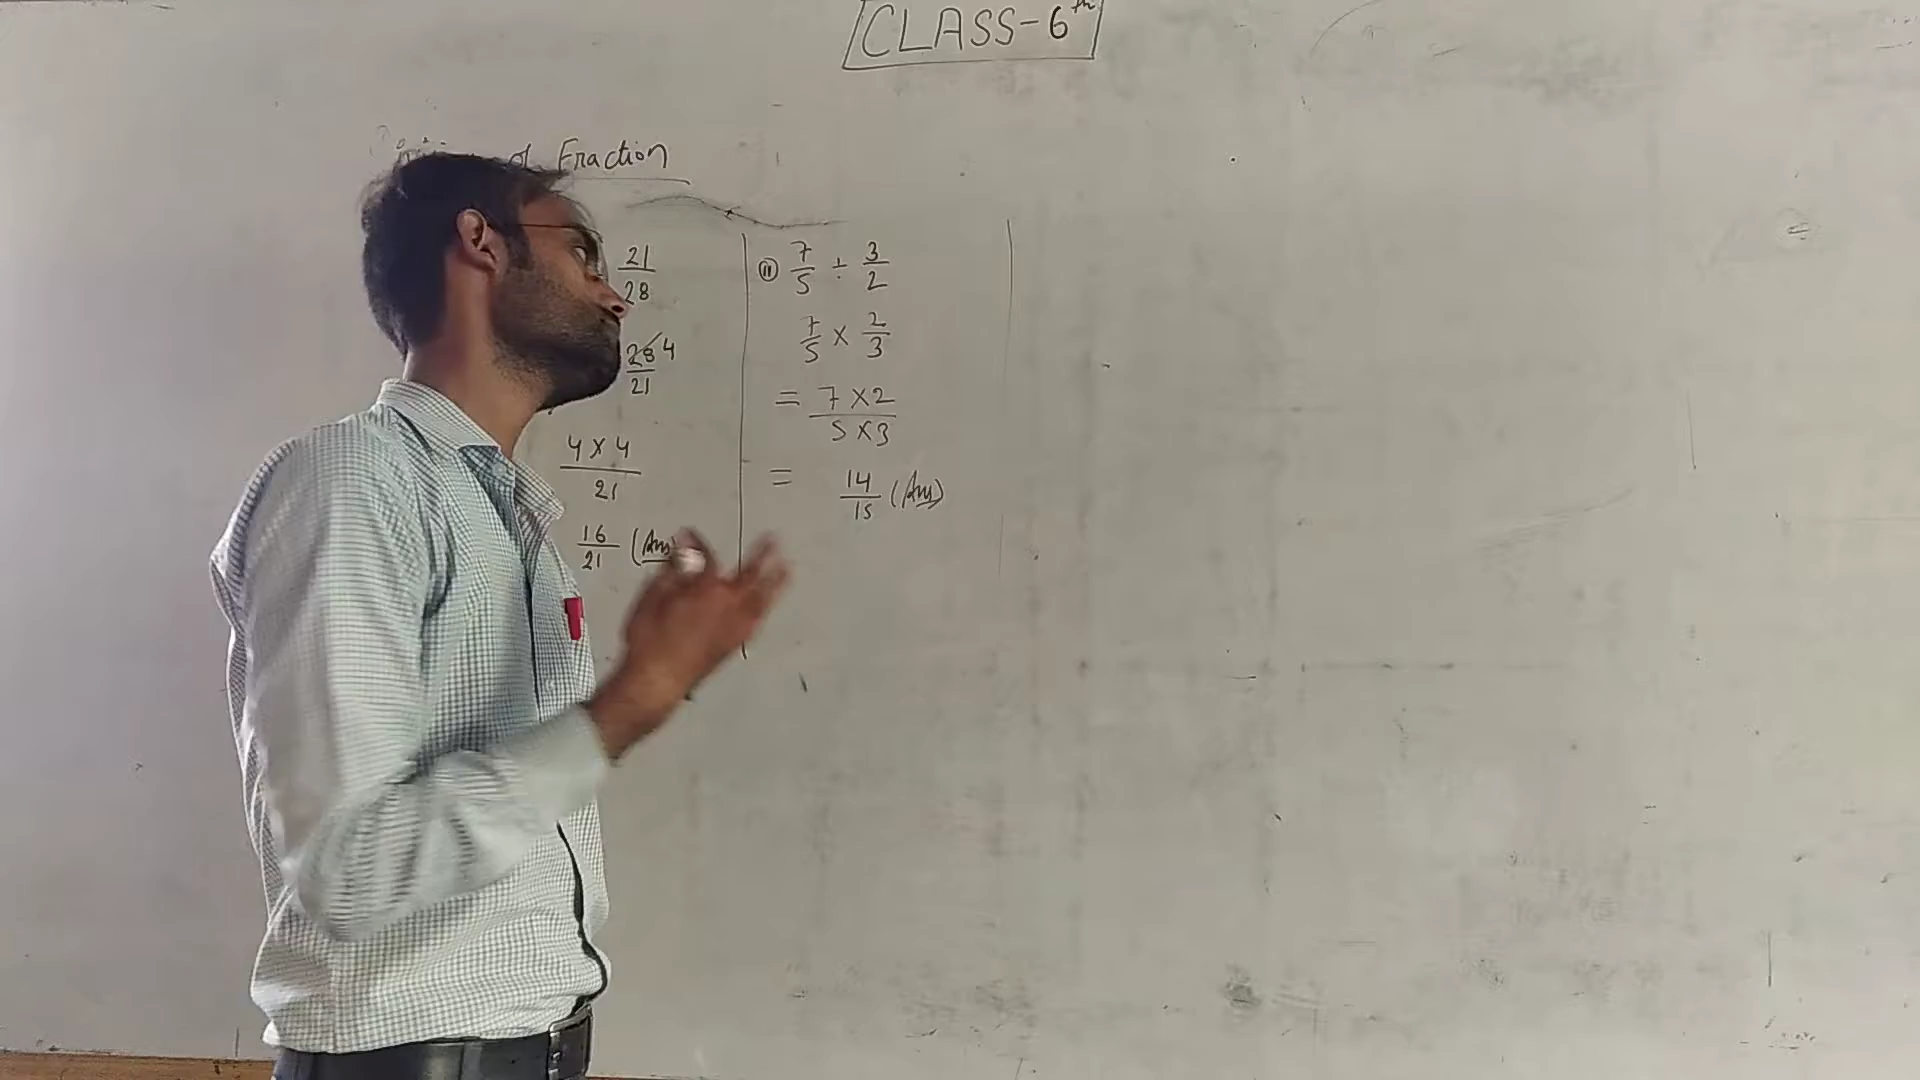 CLASS-6th
of Fraction
21/28
28 4/21
4 x 4/21
16/21 (Ans)
(ii) 7/5 ÷ 3/2
7/5 x 2/3
= 7 x 2/5 x 3
= 14/15 (Ans)